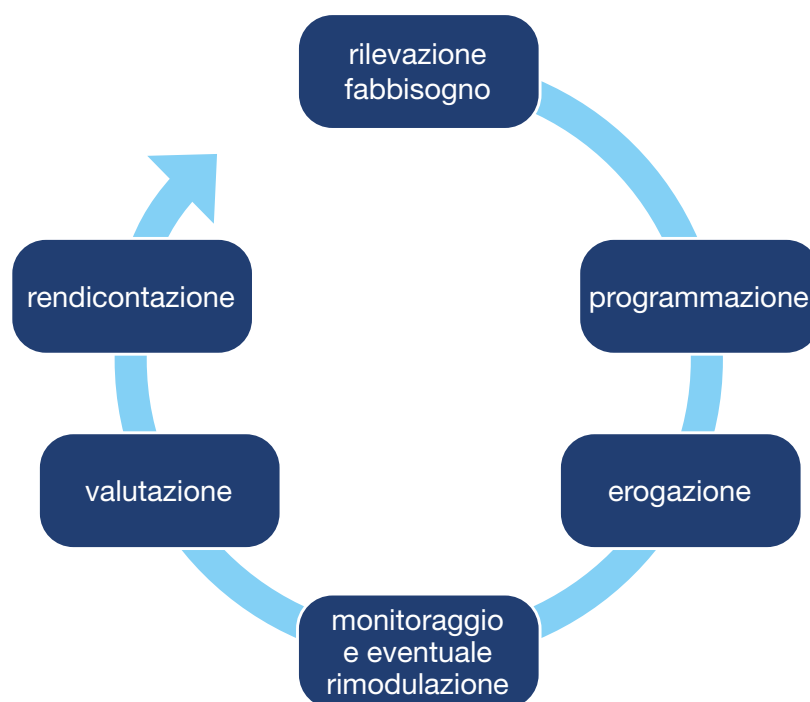 rilevazione
fabbisogno
programmazione
erogazione
monitoraggio
e eventuale
rimodulazione
valutazione
rendicontazione